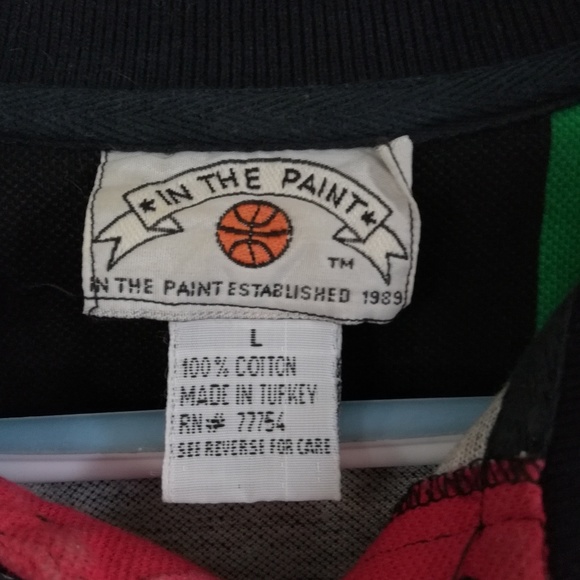 ★ IN THE PAINT ★
TM
IN THE PAINT ESTABLISHED 1989
L
100% COTTON
MADE IN TURKEY
RN# 77754
SEE REVERSE FOR CARE